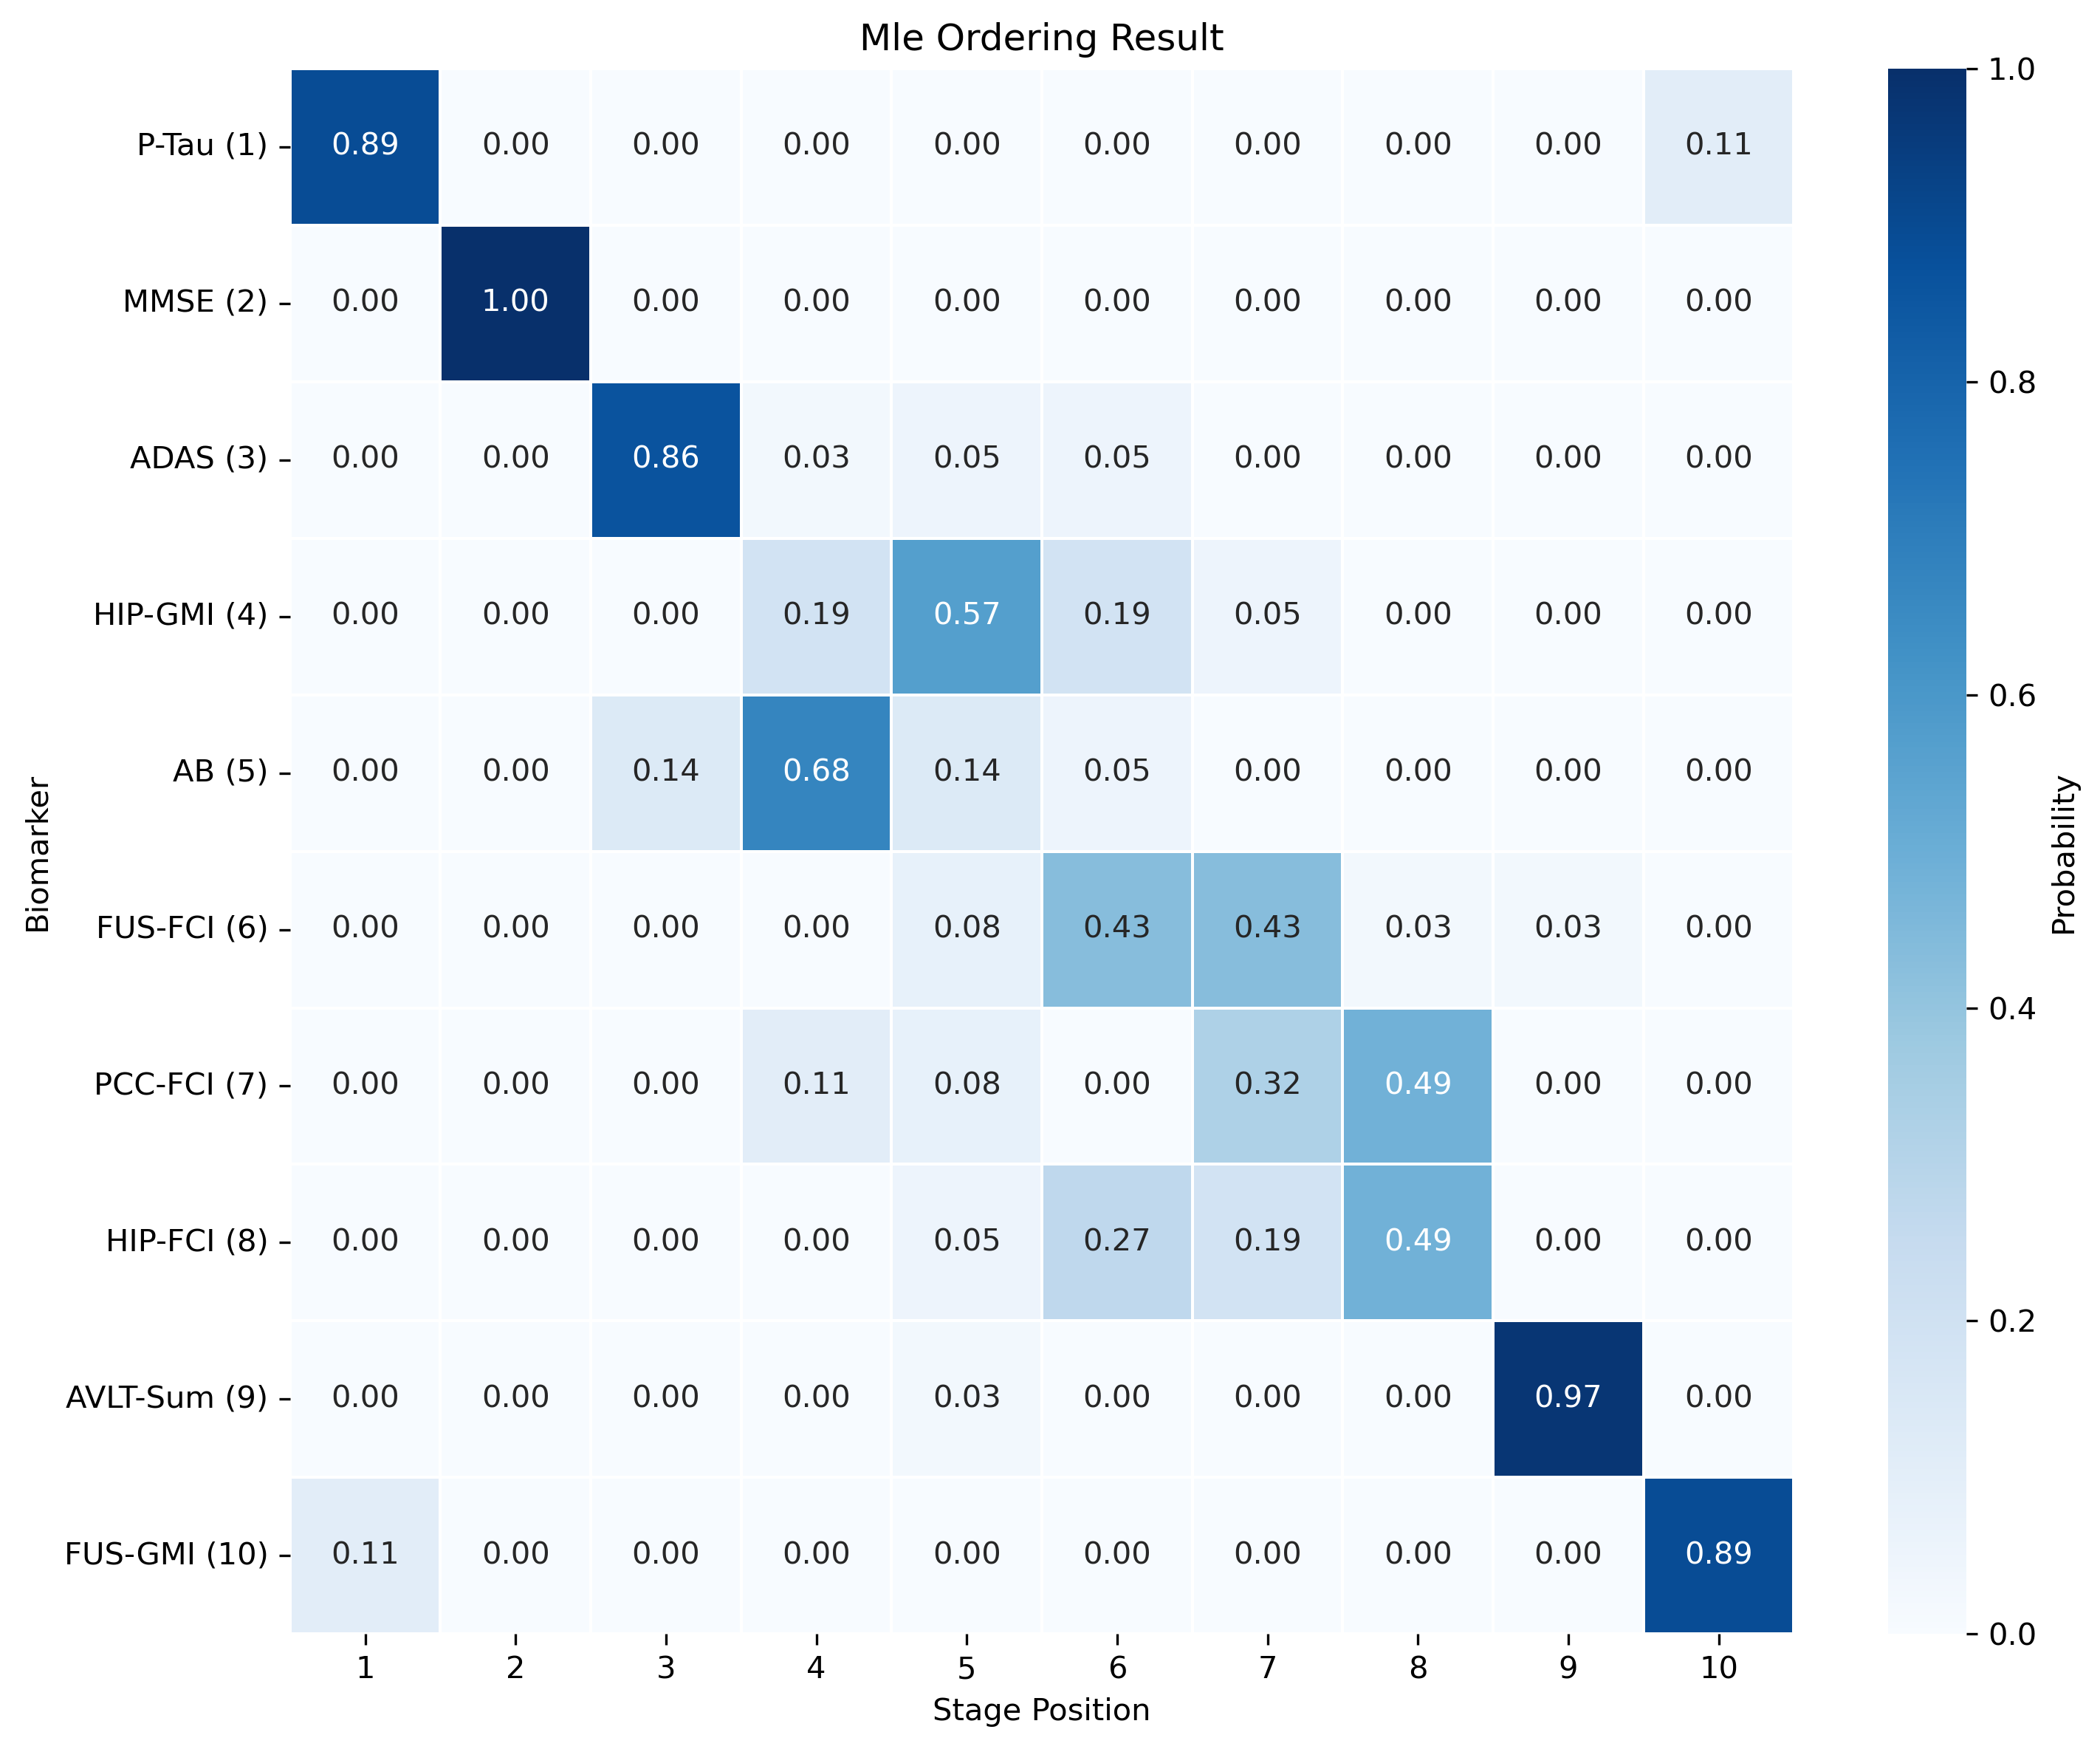 Mle Ordering Result
P-Tau (1) 0.89 0.00 0.00 0.00 0.00 0.00 0.00 0.00 0.00 0.11
MMSE (2) 0.00 1.00 0.00 0.00 0.00 0.00 0.00 0.00 0.00 0.00
ADAS (3) 0.00 0.00 0.86 0.03 0.05 0.05 0.00 0.00 0.00 0.00
HIP-GMI (4) 0.00 0.00 0.00 0.19 0.57 0.19 0.05 0.00 0.00 0.00
AB (5) 0.00 0.00 0.14 0.68 0.14 0.05 0.00 0.00 0.00 0.00
FUS-FCI (6) 0.00 0.00 0.00 0.00 0.08 0.43 0.43 0.03 0.03 0.00
PCC-FCI (7) 0.00 0.00 0.00 0.11 0.08 0.00 0.32 0.49 0.00 0.00
HIP-FCI (8) 0.00 0.00 0.00 0.00 0.05 0.27 0.19 0.49 0.00 0.00
AVLT-Sum (9) 0.00 0.00 0.00 0.00 0.03 0.00 0.00 0.00 0.97 0.00
FUS-GMI (10) 0.11 0.00 0.00 0.00 0.00 0.00 0.00 0.00 0.00 0.89
1 2 3 4 5 6 7 8 9 10
Stage Position
Biomarker
1.0
0.8
0.6
0.4
0.2
0.0
Probability